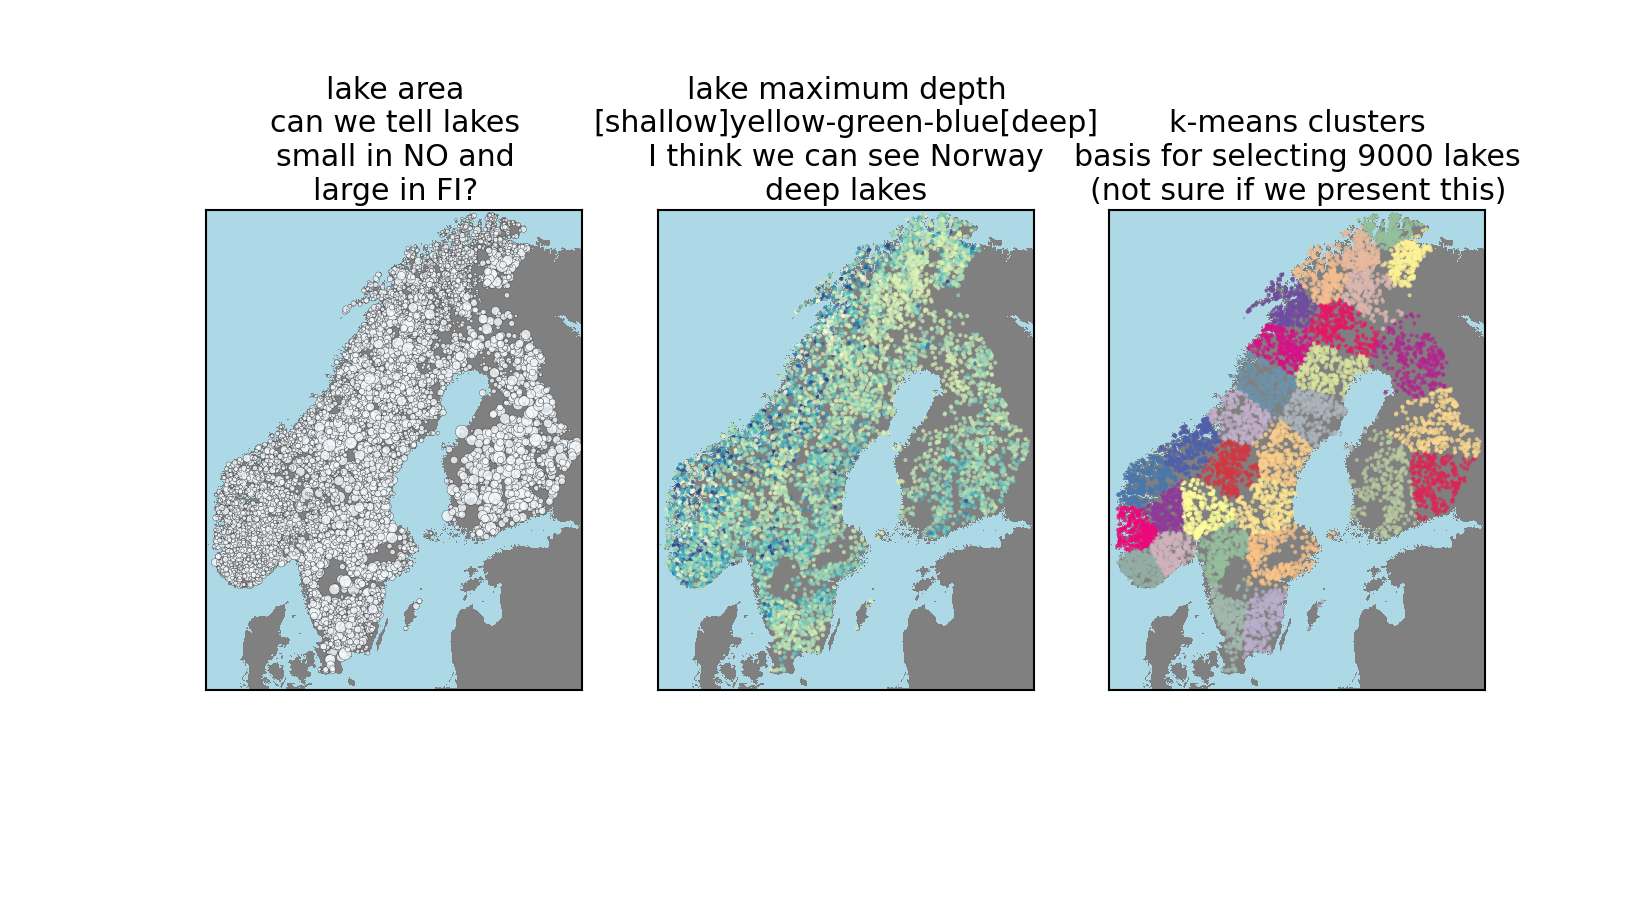 lake area
can we tell lakes
small in NO and
large in FI?
lake maximum depth
[shallow]yellow-green-blue[deep]
I think we can see Norway
deep lakes
k-means clusters
basis for selecting 9000 lakes
(not sure if we present this)